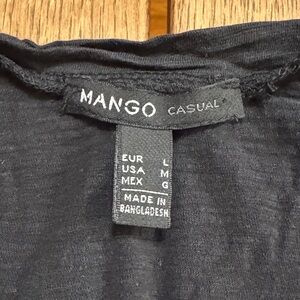 MANGO CASUAL
EUR L
USA M
MEX G
MADE IN
BANGLADESH